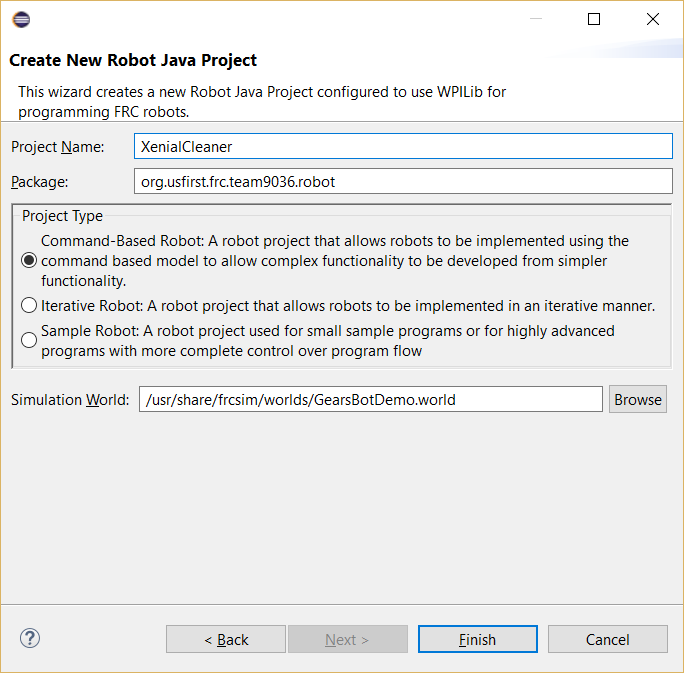 Create New Robot Java Project
This wizard creates a new Robot Java Project configured to use WPILib for
programming FRC robots.
Project Name: XenialCleaner
Package: org.usfirst.frc.team9036.robot
Project Type
Command-Based Robot: A robot project that allows robots to be implemented using the
command based model to allow complex functionality to be developed from simpler
functionality.
Iterative Robot: A robot project that allows robots to be implemented in an iterative manner.
Sample Robot: A robot project used for small sample programs or for highly advanced
programs with more complete control over program flow
Simulation World: /usr/share/frcsim/worlds/GearsBotDemo.world Browse
? < Back Next > Finish Cancel